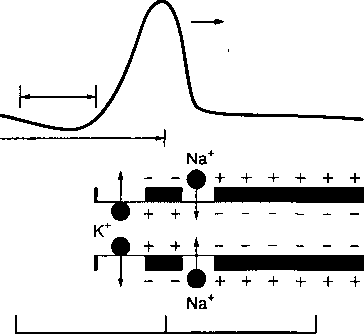 Na⁺
− − + + + + + +
+ + − − − − − −
K⁺
+ + − − − − − −
− − + + + + + +
Na⁺